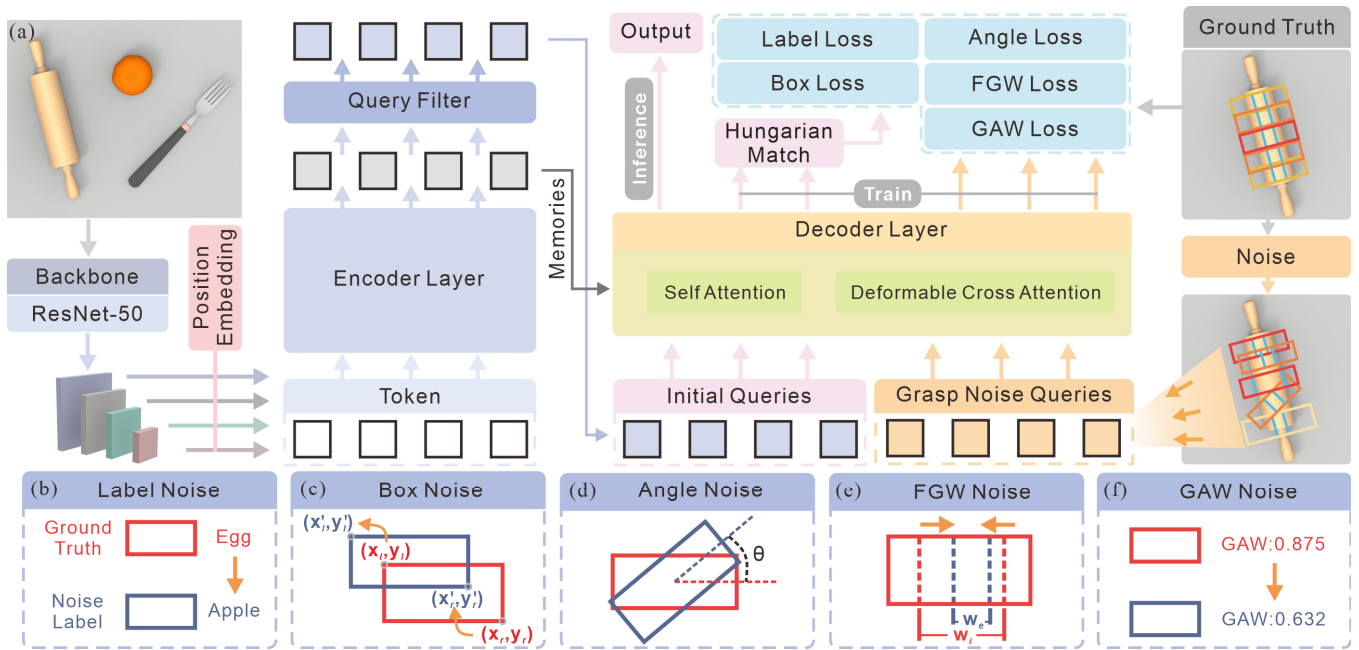 (a)
Backbone
ResNet-50
Position
Embedding
Query Filter
Encoder Layer
Token
Memories
Output
Inference
Label Loss
Angle Loss
Box Loss
FGW Loss
GAW Loss
Hungarian
Match
Train
Decoder Layer
Self Attention
Deformable Cross Attention
Initial Queries
Grasp Noise Queries
Ground Truth
Noise
(b) Label Noise
Ground
Truth
Egg
Noise
Label
Apple
(c) Box Noise
(x'l,y'l)
(xl,yl)
(x'r,y'r)
(xr,yr)
(d) Angle Noise
θ
(e) FGW Noise
we
wi
(f) GAW Noise
GAW:0.875
GAW:0.632